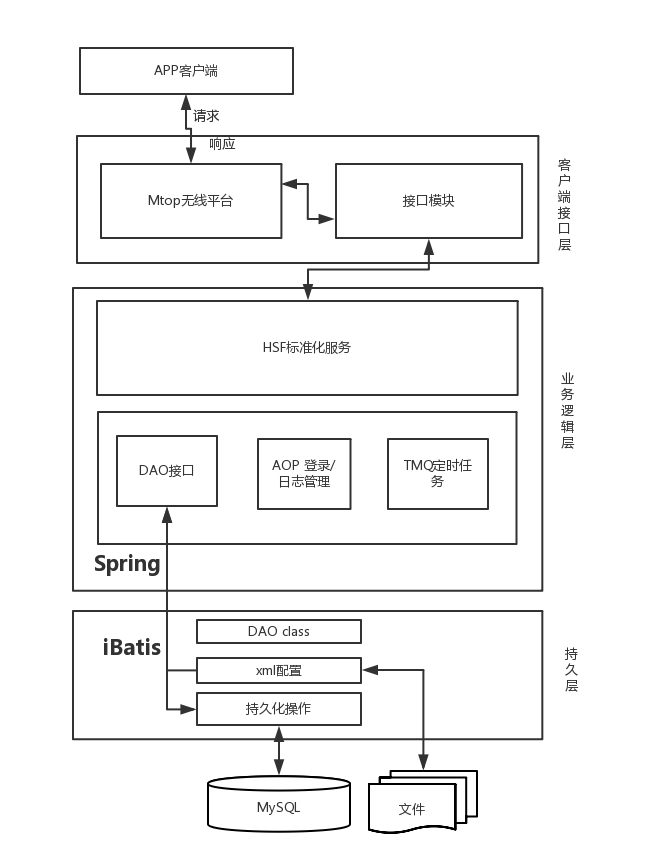 APP客户端
请求
响应
Mtop无线平台
接口模块
客户端接口层
HSF标准化服务
业务逻辑层
DAO接口
AOP 登录/
日志管理
TMQ定时任
务
Spring
iBatis
DAO class
xml配置
持久化操作
持久层
MySQL
文件